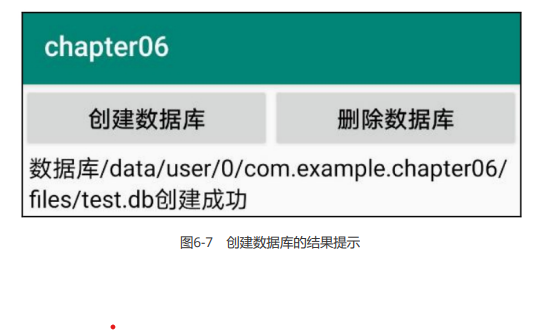 chapter06
创建数据库 删除数据库
数据库/data/user/0/com.example.chapter06/
files/test.db创建成功
图6-7 创建数据库的结果提示